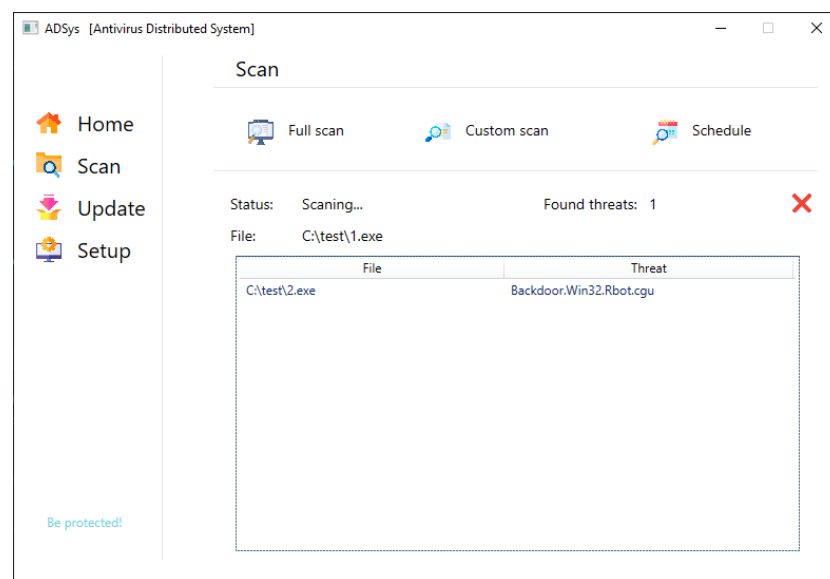 ADSys [Antivirus Distributed System]
Scan
Home
Scan
Update
Setup
Full scan
Custom scan
Schedule
Status: Scaning... Found threats: 1
File: C:\test\1.exe
File Threat
C:\test\2.exe Backdoor.Win32.Rbot.cgu
Be protected!